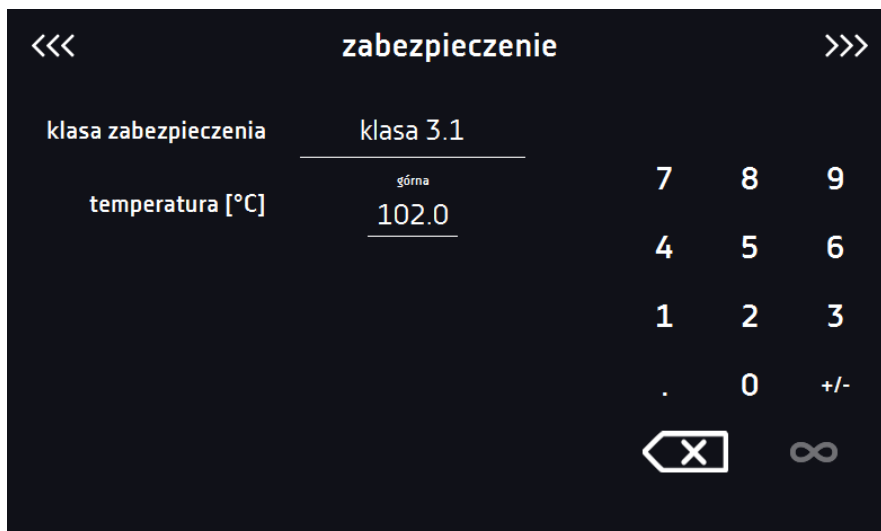 <<< zabezpieczenie >>>
klasa zabezpieczenia klasa 3.1
górna
temperatura [°C] 102.0
7 8 9
4 5 6
1 2 3
. 0 +/-
X ∞